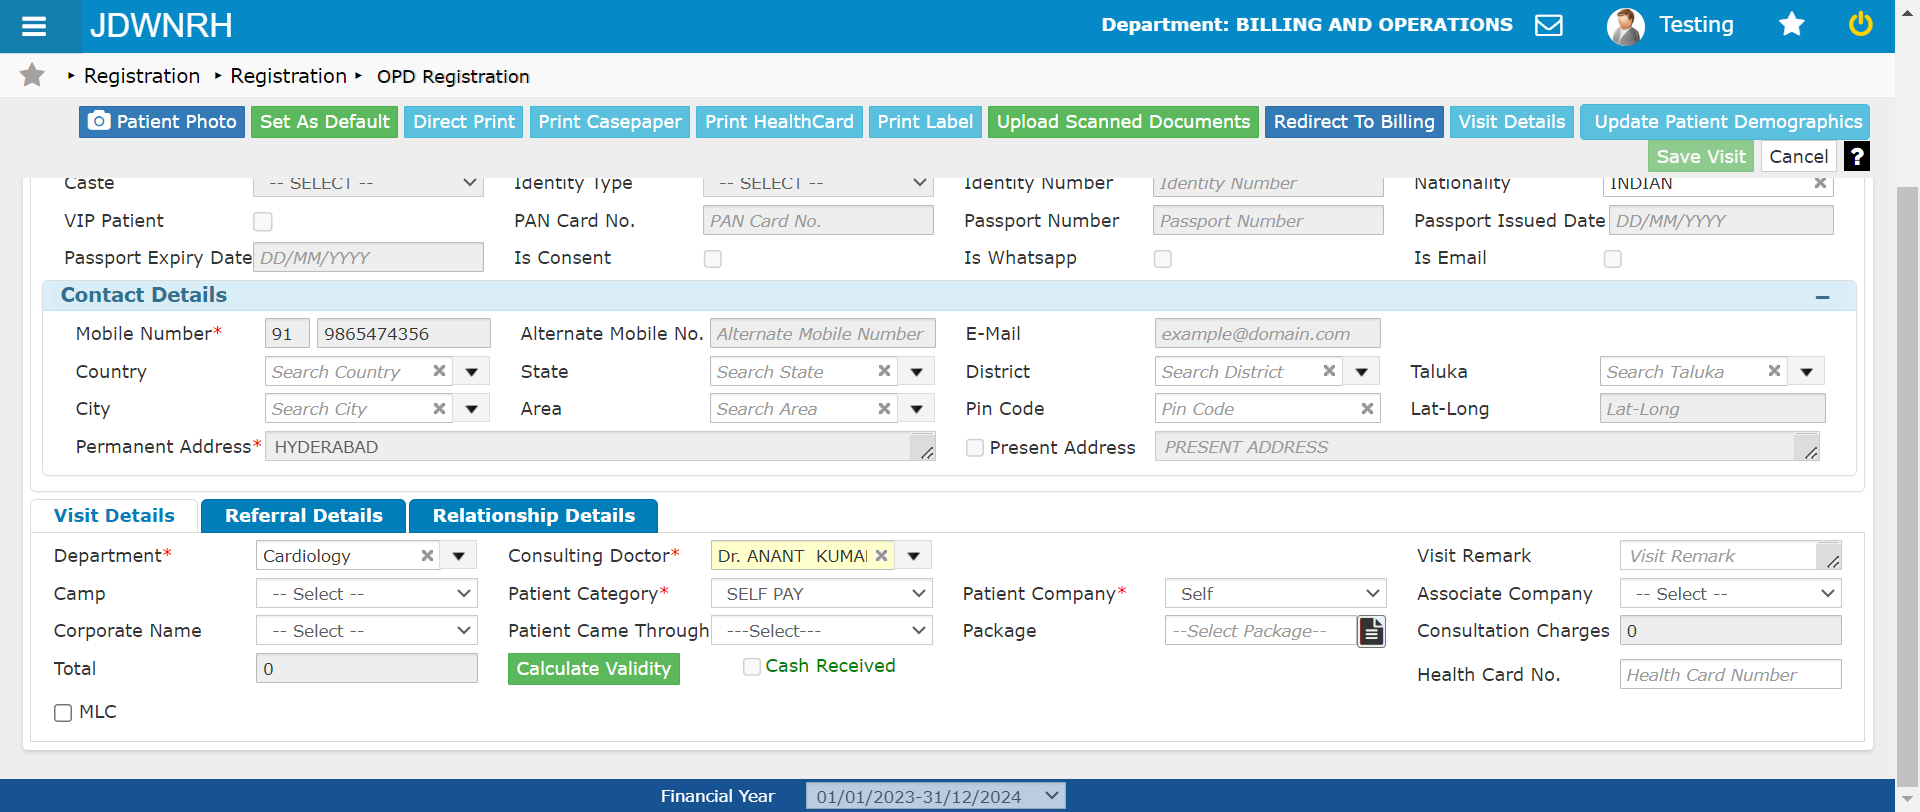 JDWNRH Department: BILLING AND OPERATIONS Testing
Registration Registration OPD Registration
Patient Photo Set As Default Direct Print Print Casepaper Print HealthCard Print Label Upload Scanned Documents Redirect To Billing Visit Details Update Patient Demographics
Save Visit Cancel ?
Caste -- SELECT -- Identity Type -- SELECT -- Identity Number Identity Number Nationality INDIAN
VIP Patient PAN Card No. PAN Card No. Passport Number Passport Number Passport Issued Date DD/MM/YYYY
Passport Expiry Date DD/MM/YYYY Is Consent Is Whatsapp Is Email
Contact Details
Mobile Number* 91 9865474356 Alternate Mobile No. Alternate Mobile Number E-Mail example@domain.com
Country Search Country State Search State District Search District Taluka Search Taluka
City Search City Area Search Area Pin Code Pin Code Lat-Long Lat-Long
Permanent Address* HYDERABAD Present Address PRESENT ADDRESS
Visit Details Referral Details Relationship Details
Department* Cardiology Consulting Doctor* Dr. ANANT KUMA Visit Remark Visit Remark
Camp -- Select -- Patient Category* SELF PAY Patient Company* Self Associate Company -- Select --
Corporate Name -- Select -- Patient Came Through ---Select--- Package --Select Package-- Consultation Charges 0
Total 0 Calculate Validity Cash Received Health Card No. Health Card Number
MLC
Financial Year 01/01/2023-31/12/2024